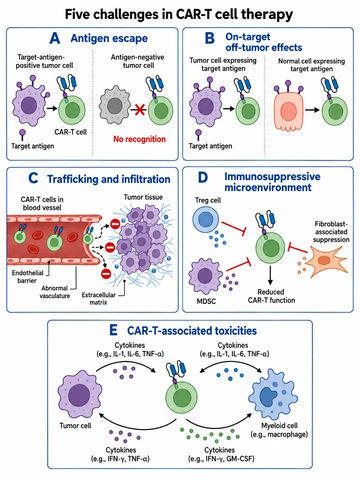 Five challenges in CAR-T cell therapy
A Antigen escape
Target-antigen-
positive tumor cell
Antigen-negative
tumor cell
CAR-T cell
No recognition
Target antigen
B On-target
off-tumor effects
Tumor cell expressing
target antigen
Normal cell expressing
target antigen
Target antigen
C Trafficking and infiltration
CAR-T cells in
blood vessel
Tumor tissue
Endothelial
barrier
Abnormal
vasculature
Extracellular
matrix
D Immunosuppressive
microenvironment
Treg cell
Fibroblast-
associated
suppression
MDSC
Reduced
CAR-T function
E CAR-T-associated toxicities
Cytokines
(e.g., IL-1, IL-6, TNF-α)
Cytokines
(e.g., IL-1, IL-6, TNF-α)
Tumor cell
Myeloid cell
(e.g., macrophage)
Cytokines
(e.g., IFN-γ, TNF-α)
Cytokines
(e.g., IFN-γ, GM-CSF)